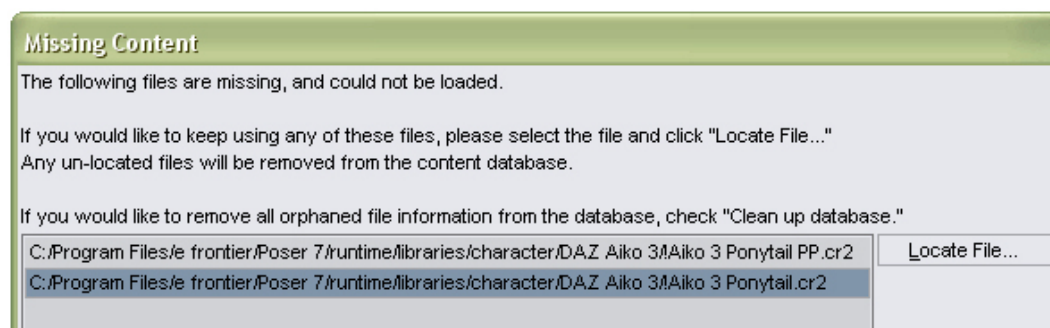 Missing Content
The following files are missing, and could not be loaded.
If you would like to keep using any of these files, please select the file and click "Locate File..."
Any un-located files will be removed from the content database.
If you would like to remove all orphaned file information from the database, check "Clean up database."
C:/Program Files/e frontier/Poser 7/runtime/libraries/character/DAZ Aiko 3/!Aiko 3 Ponytail PP.cr2
Locate File...
C:/Program Files/e frontier/Poser 7/runtime/libraries/character/DAZ Aiko 3/!Aiko 3 Ponytail.cr2